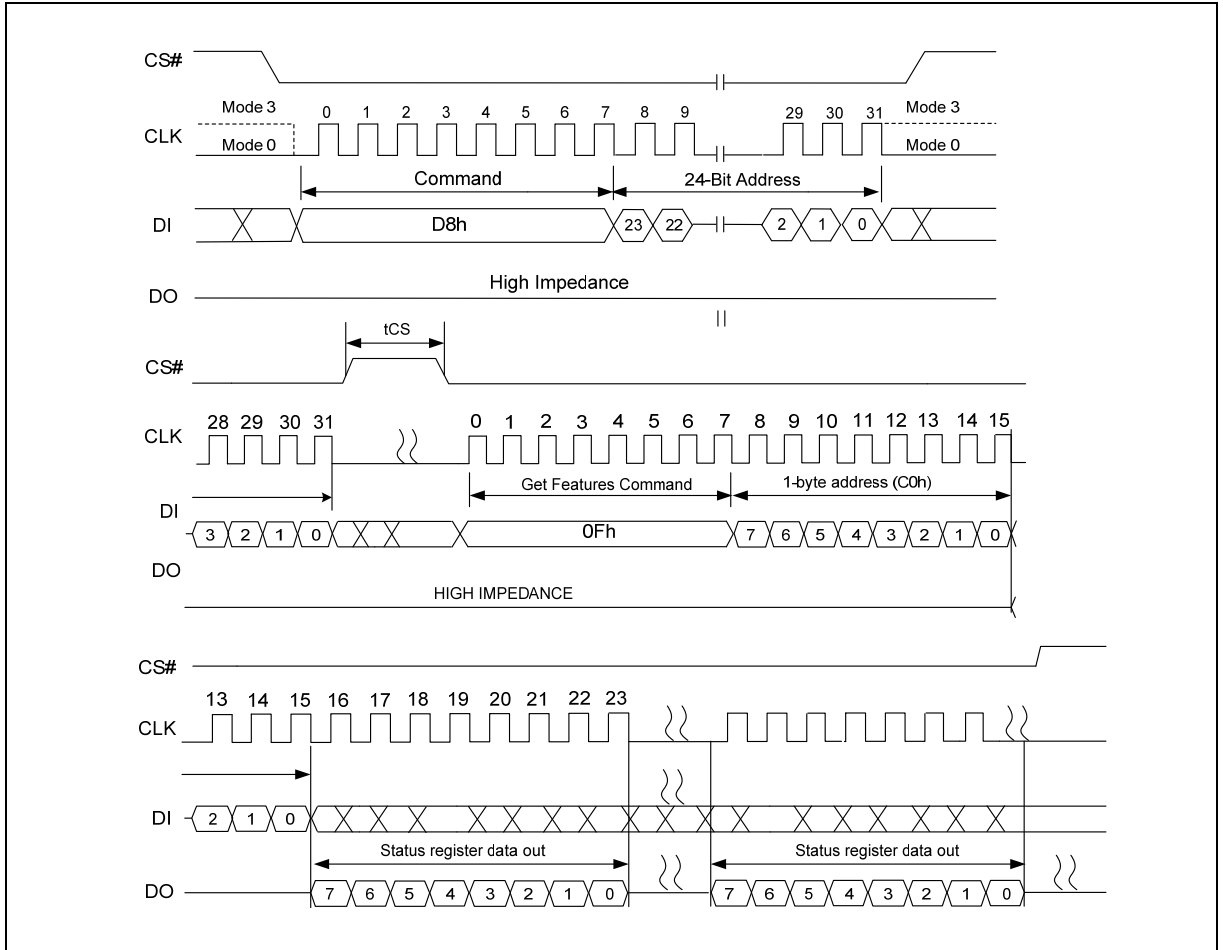 CS#
Mode 3 0 1 2 3 4 5 6 7 8 9 29 30 31 Mode 3
CLK
Mode 0 Mode 0
Command 24-Bit Address
DI D8h 23 22 2 1 0
High Impedance
DO
tCS
CS#
28 29 30 31 0 1 2 3 4 5 6 7 8 9 10 11 12 13 14 15
CLK
Get Features Command 1-byte address (C0h)
DI
3 2 1 0 0Fh 7 6 5 4 3 2 1 0
DO
HIGH IMPEDANCE
CS#
13 14 15 16 17 18 19 20 21 22 23
CLK
DI 2 1 0
Status register data out Status register data out
DO 7 6 5 4 3 2 1 0 7 6 5 4 3 2 1 0